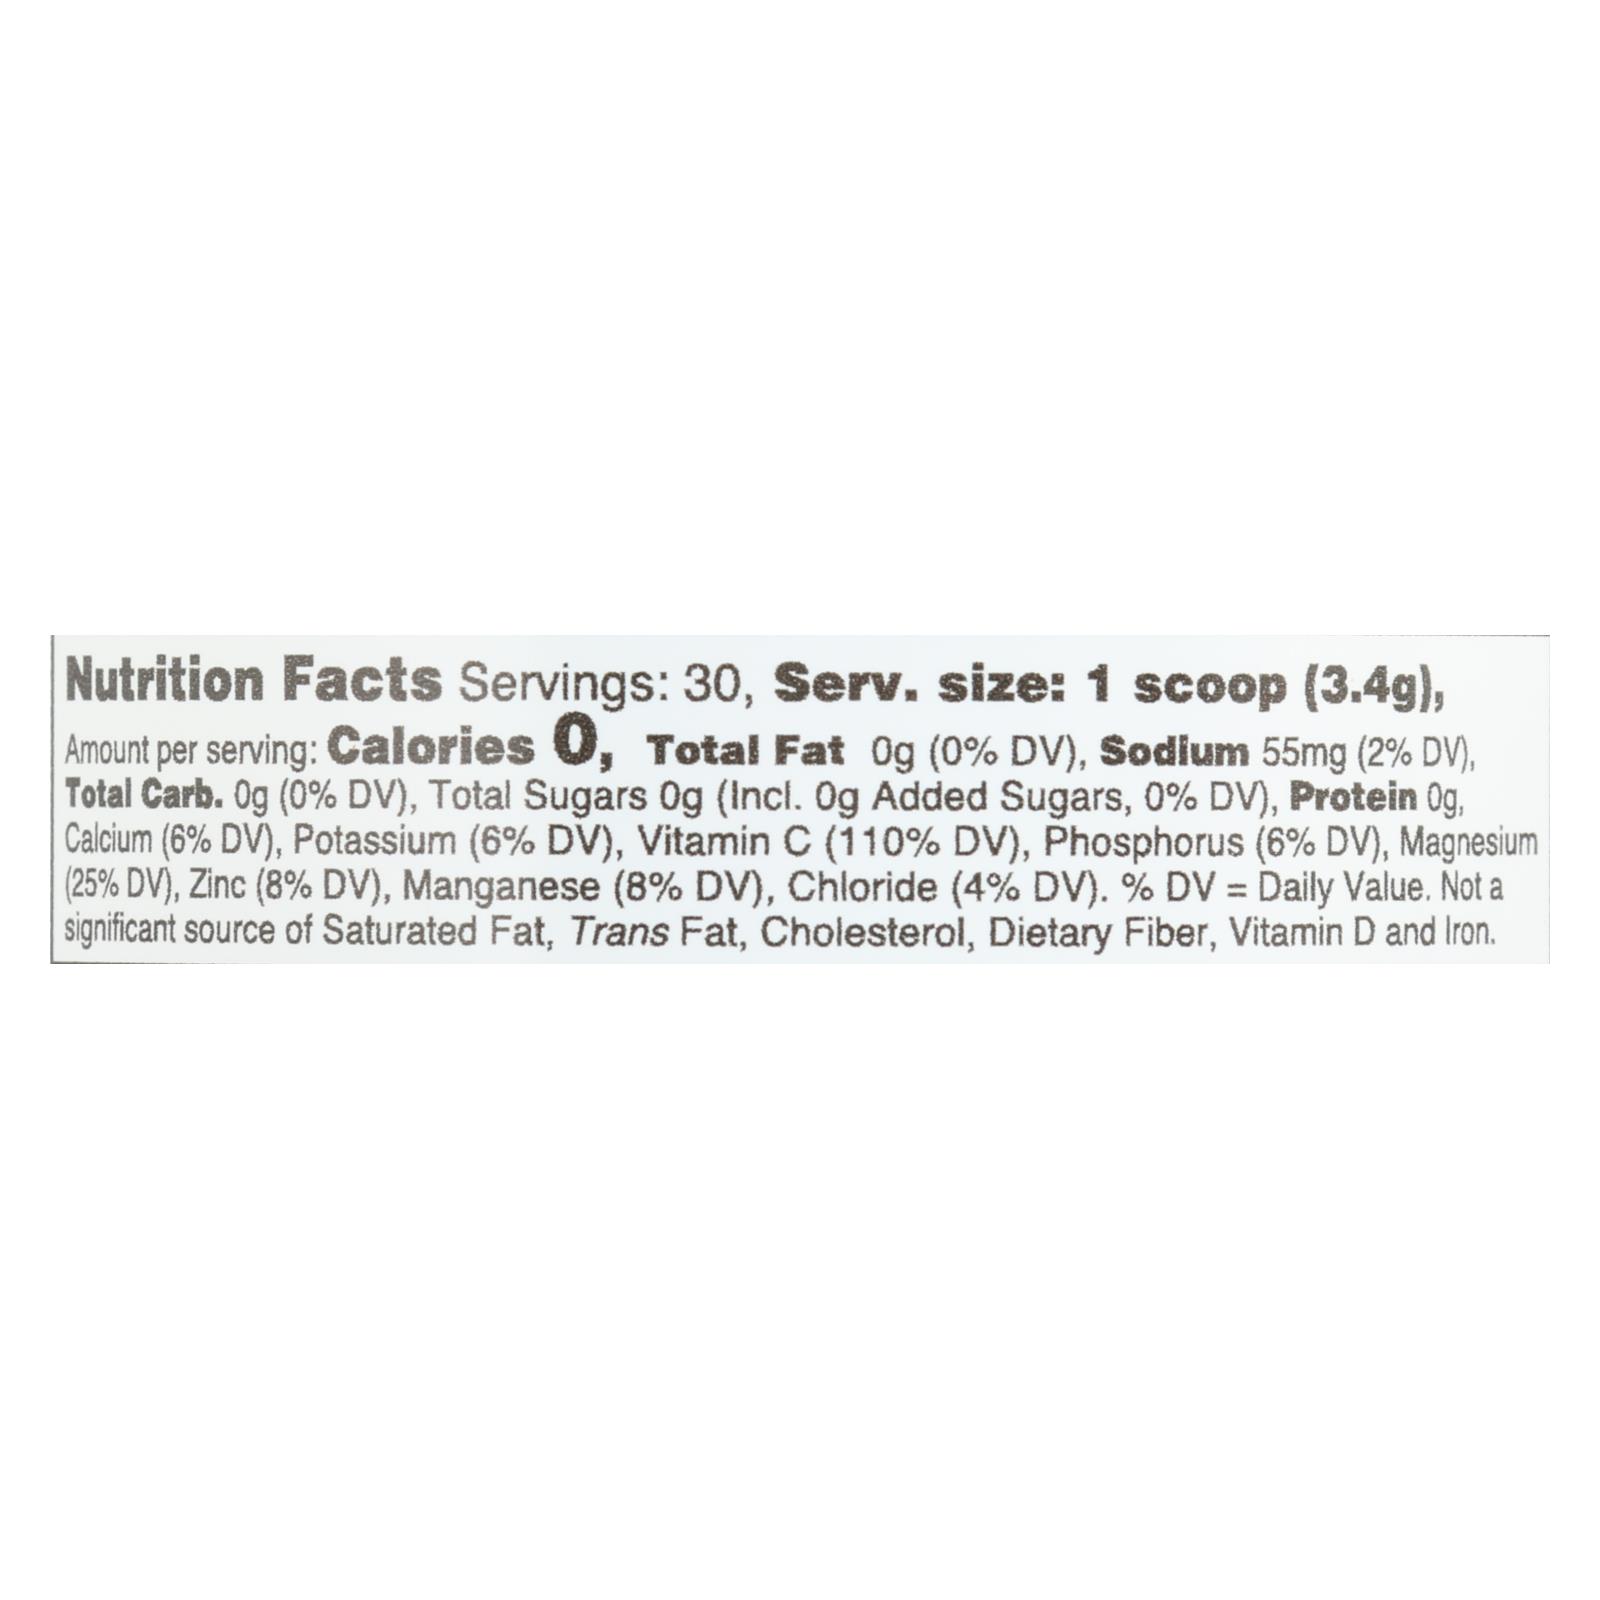 Nutrition Facts Servings: 30, Serv. size: 1 scoop (3.4g),
Amount per serving: Calories 0, Total Fat 0g (0% DV), Sodium 55mg (2% DV),
Total Carb. 0g (0% DV), Total Sugars 0g (Incl. 0g Added Sugars, 0% DV), Protein 0g,
Calcium (6% DV), Potassium (6% DV), Vitamin C (110% DV), Phosphorus (6% DV), Magnesium
(25% DV), Zinc (8% DV), Manganese (8% DV), Chloride (4% DV). % DV = Daily Value. Not a
significant source of Saturated Fat, Trans Fat, Cholesterol, Dietary Fiber, Vitamin D and Iron.